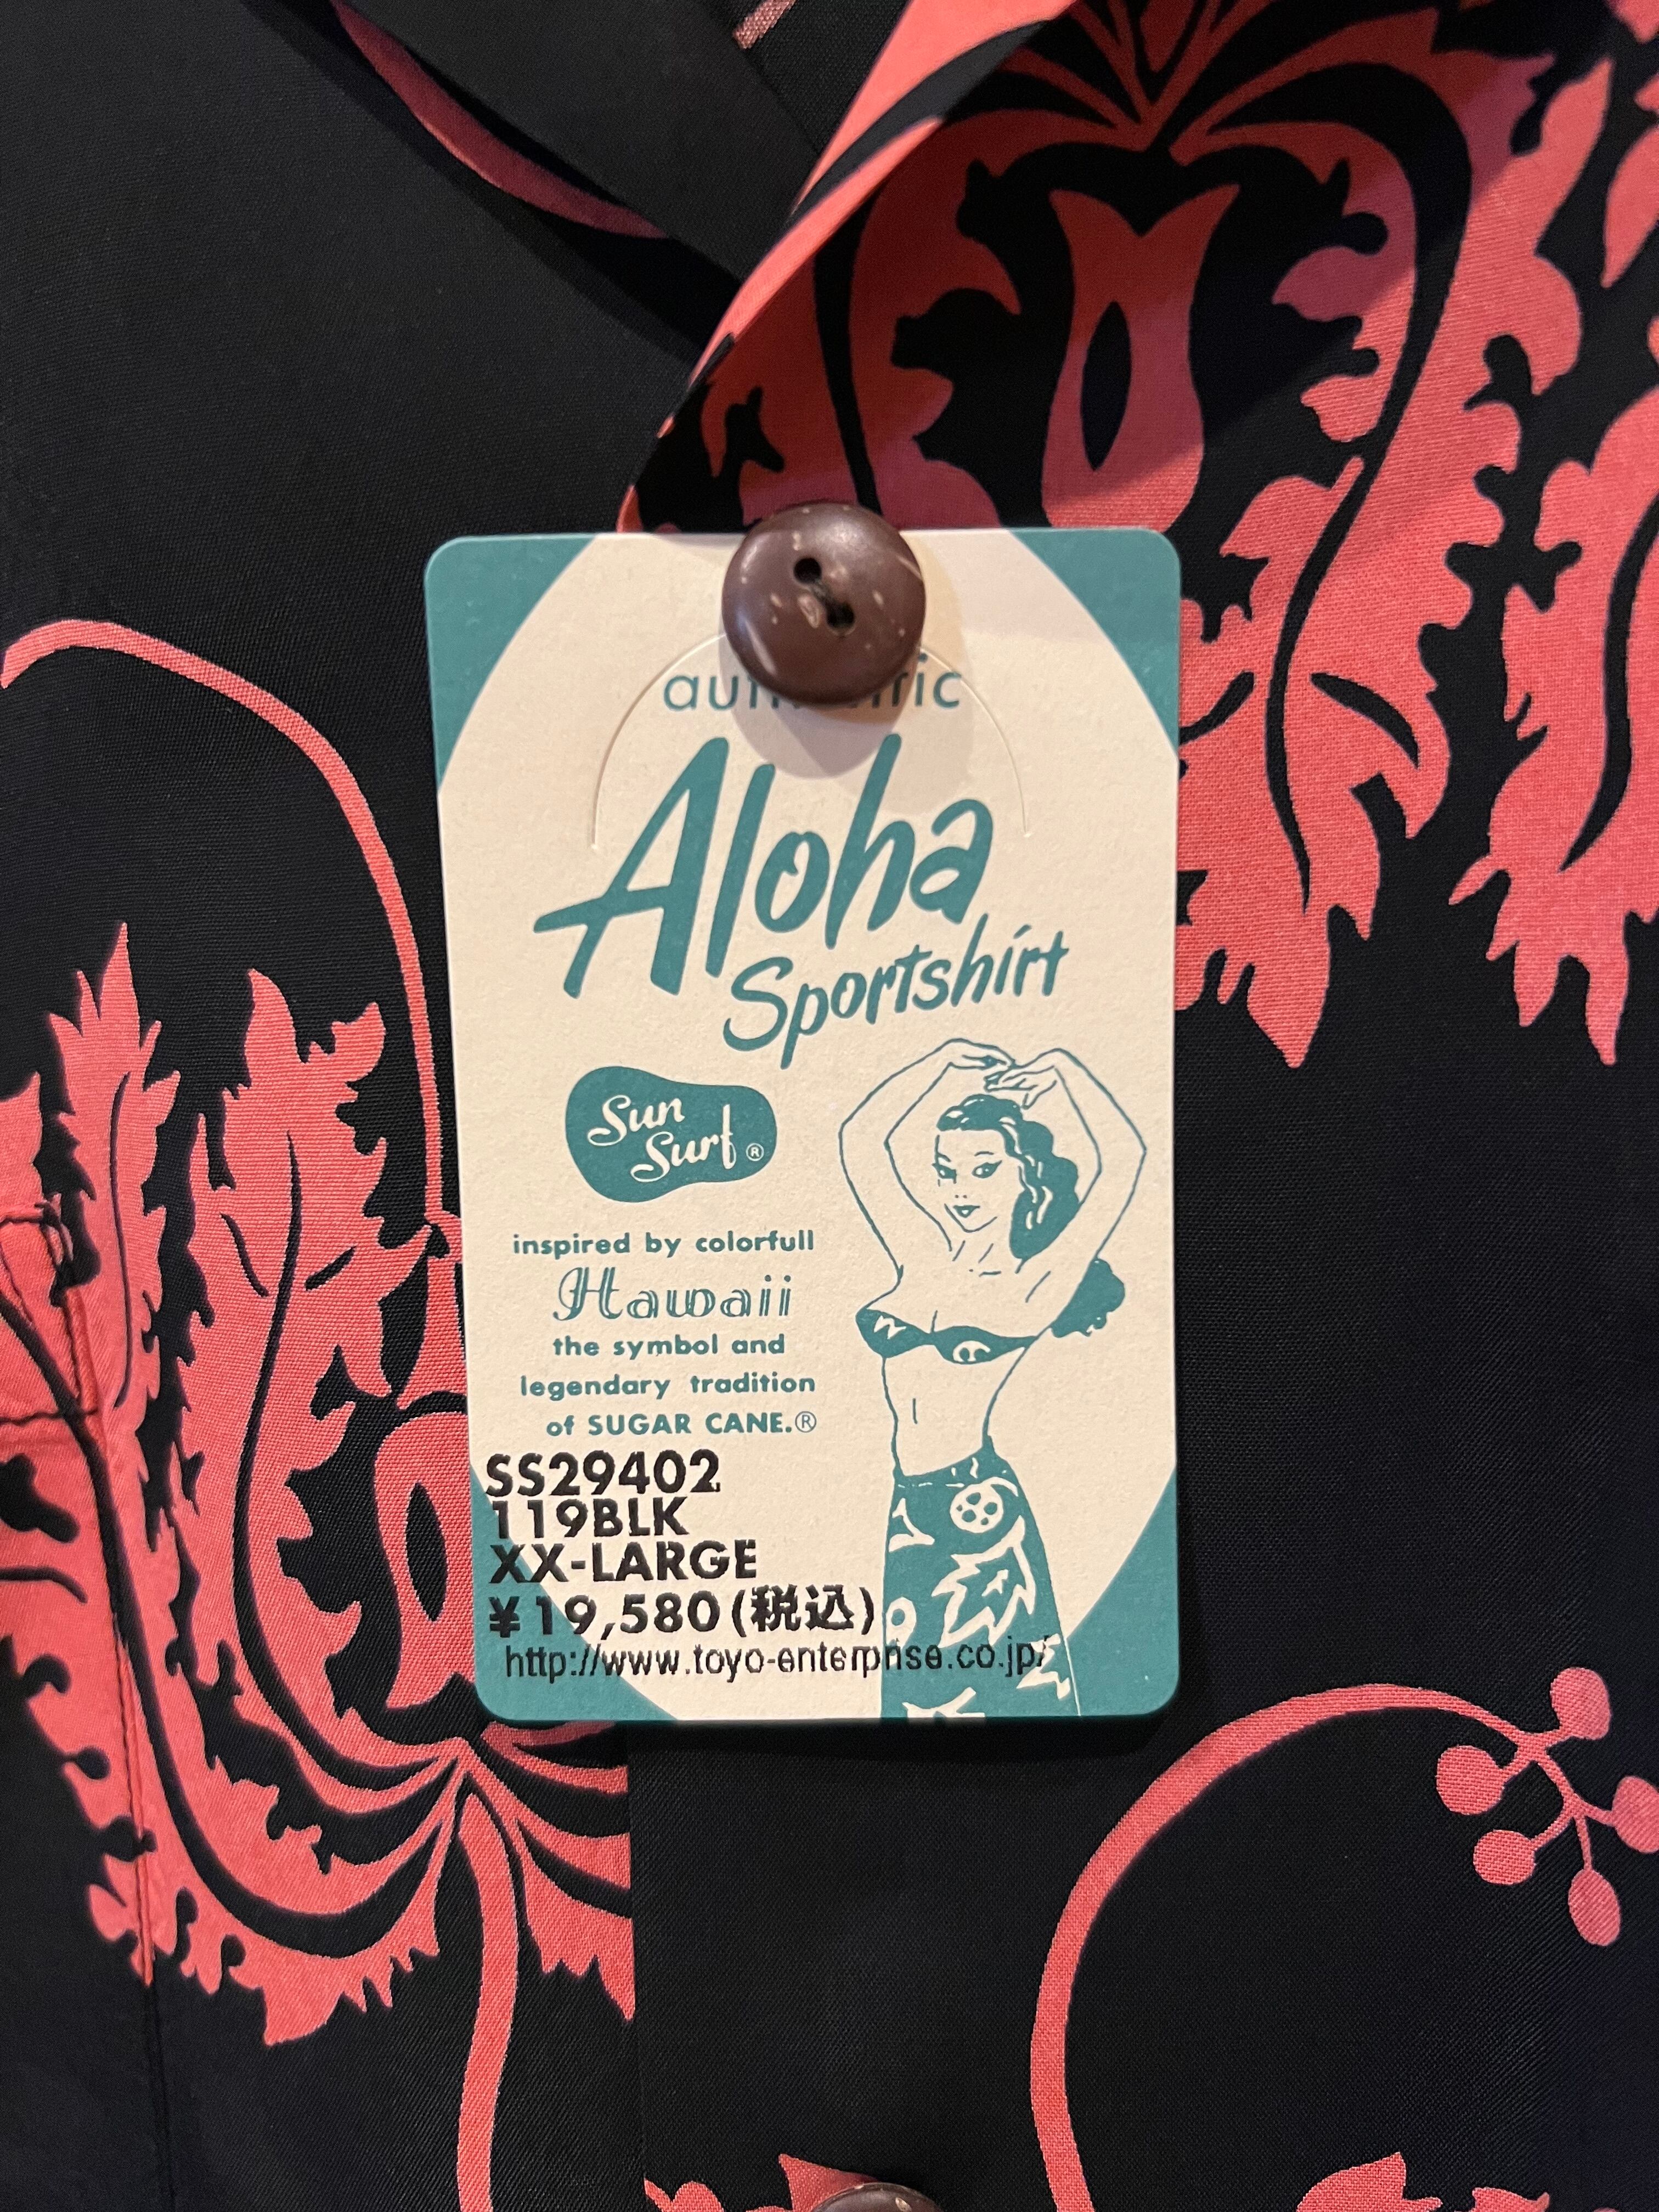 Aloha
Sportshirt
Sun
Surf ®
inspired by colorfull
Hawaii
the symbol and
legendary tradition
of SUGAR CANE.®
SS29402
119BLK
XX-LARGE
¥19,580(税込)
http://www.toyo-enterprise.co.jp/